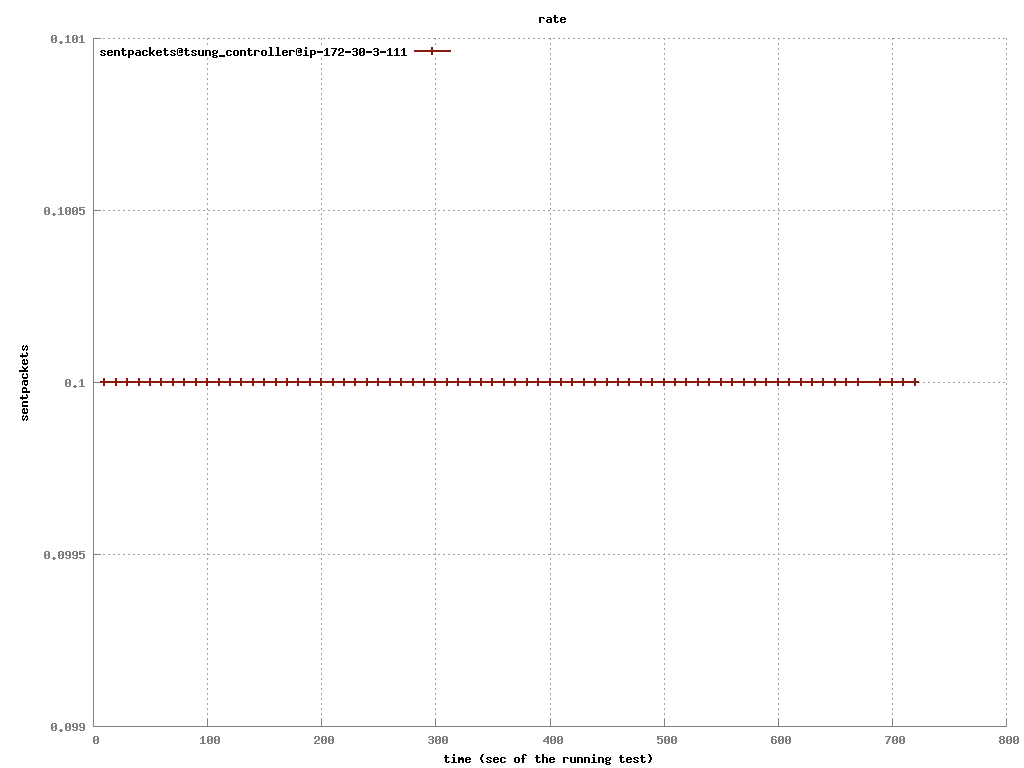 rate
0.101
sentpackets@tsung_controller@ip-172-30-3-111
0.1005
sentpackets
0.1
0.0995
0.099
0 100 200 300 400 500 600 700 800
time (sec of the running test)